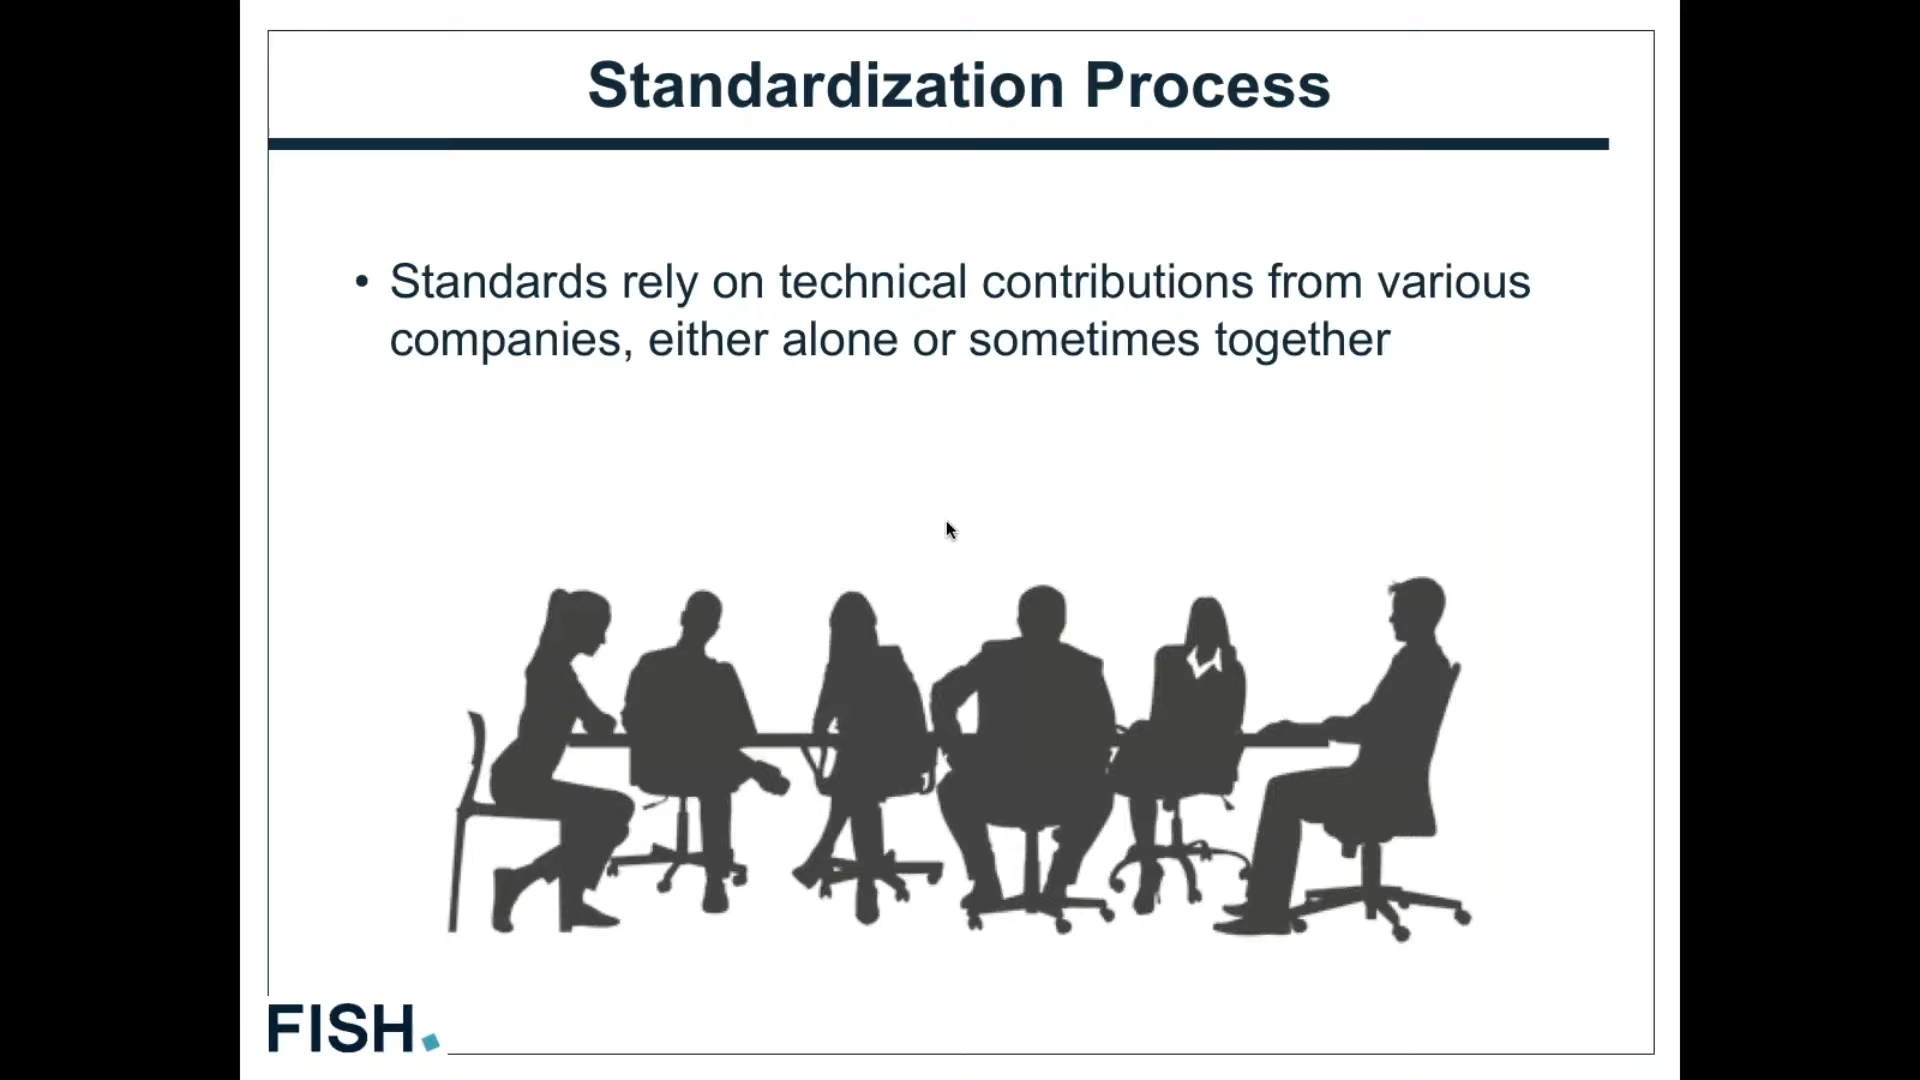 Standardization Process
• Standards rely on technical contributions from various
companies, either alone or sometimes together
FISH.